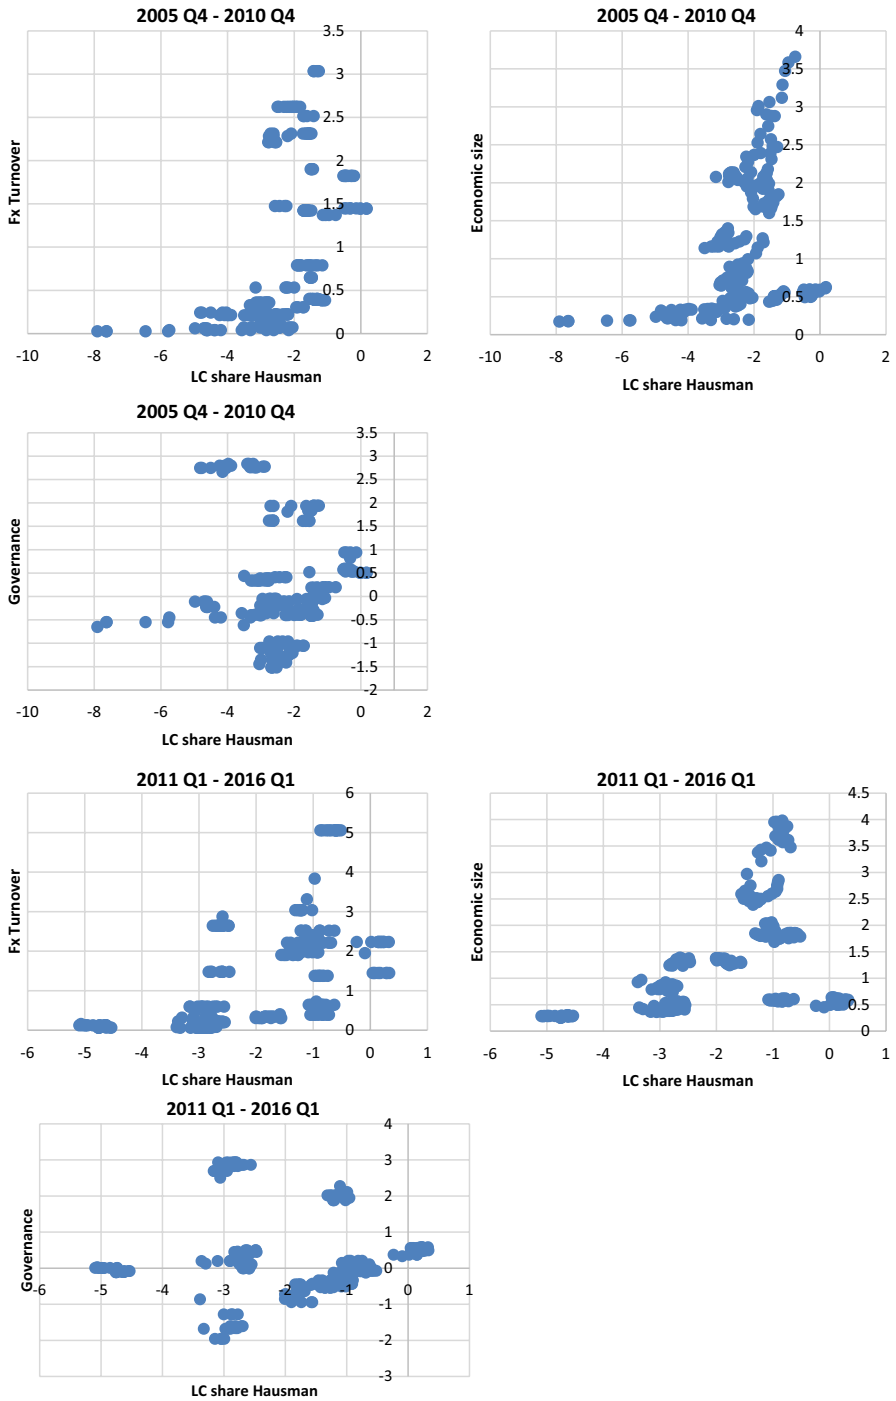 2005 Q4 - 2010 Q4
3.5
3
2.5
2
1.5
1
0.5
0
-10 -8 -6 -4 -2 0 2
Fx Turnover
LC share Hausman
2005 Q4 - 2010 Q4
4
3.5
3
2.5
2
1.5
1
0.5
0
-10 -8 -6 -4 -2 0 2
Economic size
LC share Hausman
2005 Q4 - 2010 Q4
3.5
3
2.5
2
1.5
1
0.5
0
-0.5
-1
-1.5
-2
-10 -8 -6 -4 -2 0 2
Governance
LC share Hausman
2011 Q1 - 2016 Q1
6
5
4
3
2
1
0
-6 -5 -4 -3 -2 -1 0 1
Fx Turnover
LC share Hausman
2011 Q1 - 2016 Q1
4.5
4
3.5
3
2.5
2
1.5
1
0.5
0
-6 -5 -4 -3 -2 -1 0 1
Economic size
LC share Hausman
2011 Q1 - 2016 Q1
4
3
2
1
0
-1
-2
-3
-6 -5 -4 -3 -2 -1 0 1
Governance
LC share Hausman